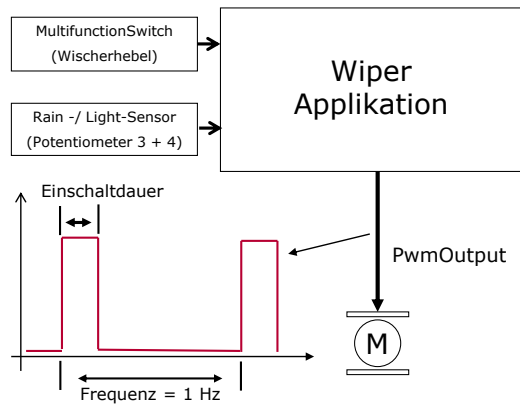 MultifunctionSwitch
(Wischerhebel)
Wiper
Applikation
Rain -/ Light-Sensor
(Potentiometer 3 + 4)
Einschaltdauer
PwmOutput
M
Frequenz = 1 Hz